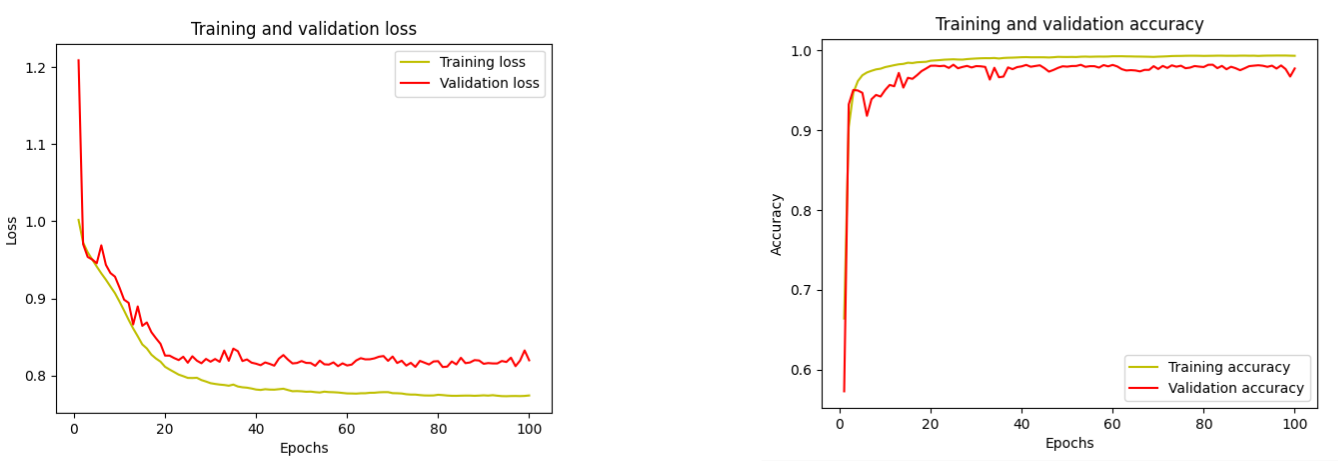 Training and validation loss
1.2
1.1
1.0
0.9
0.8
Loss
Training loss
Validation loss
0
20
40
60
80
100
Epochs
Training and validation accuracy
1.0
0.9
0.8
0.7
0.6
Accuracy
Training accuracy
Validation accuracy
0
20
40
60
80
100
Epochs